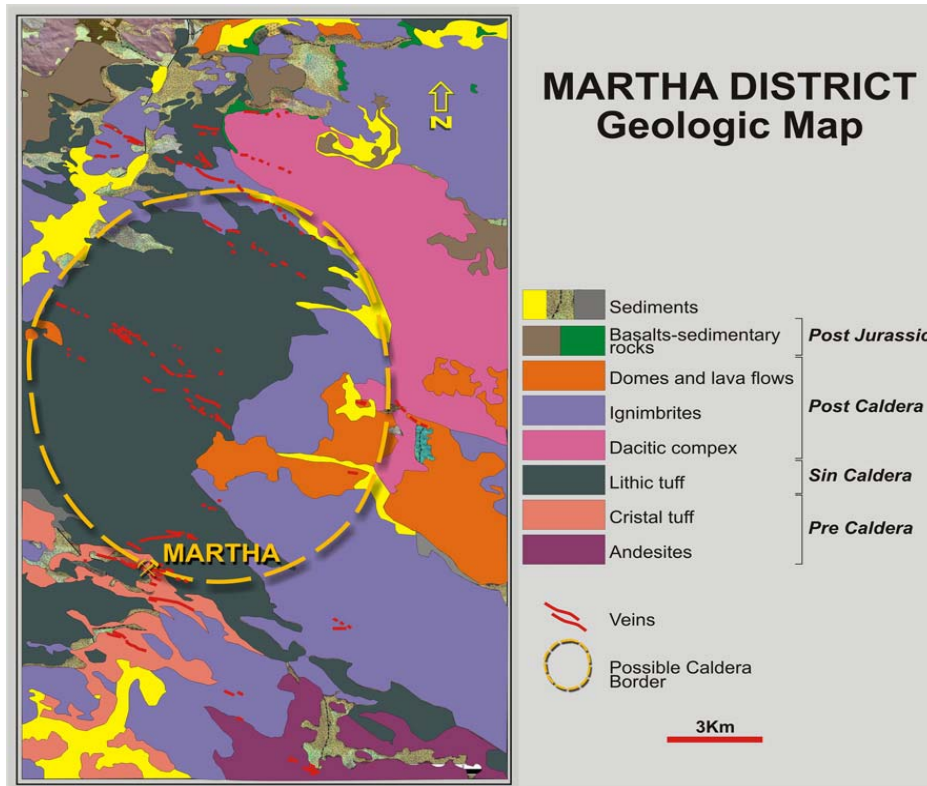 MARTHA DISTRICT
Geologic Map
N
MARTHA
Sediments
Basalts-sedimentary
rocks
Post Jurassic
Domes and lava flows
Ignimbrites
Post Caldera
Dacitic compex
Lithic tuff
Sin Caldera
Cristal tuff
Pre Caldera
Andesites
Veins
Possible Caldera
Border
3Km